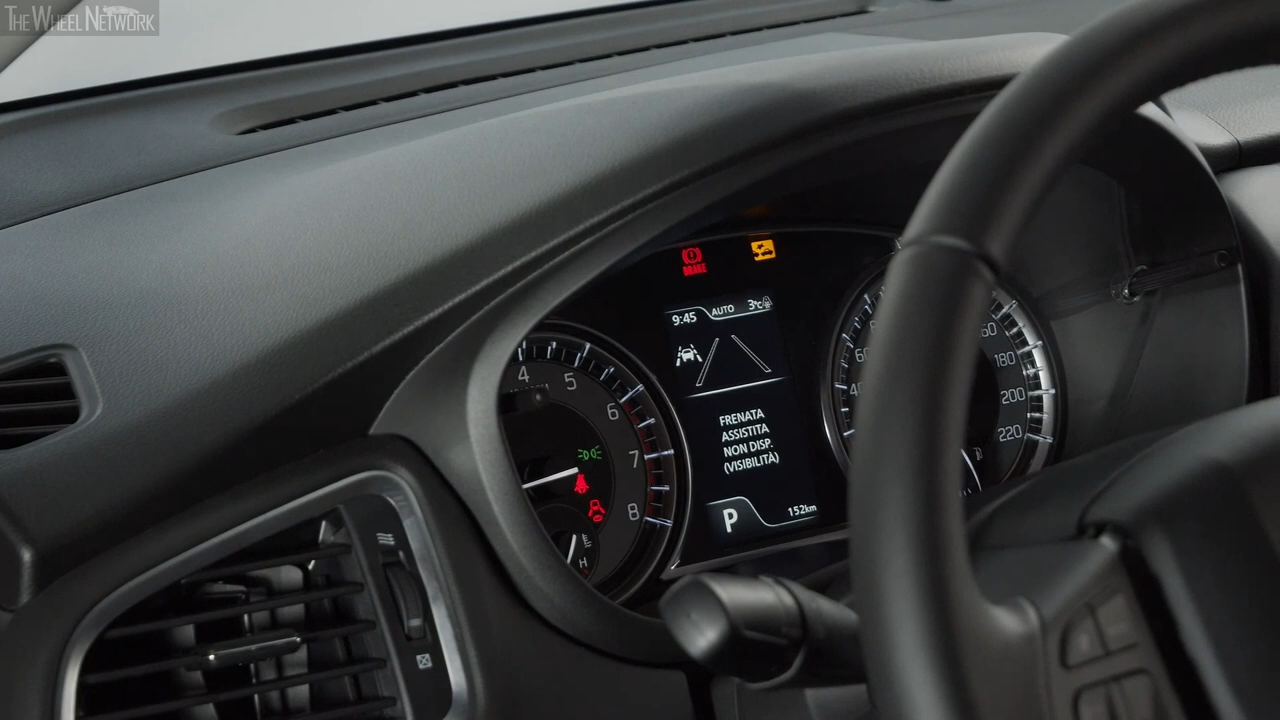 THE WHEEL NETWORK
BRAKE
9:45 AUTO 3°C
FRENATA
ASSISTITA
NON DISP.
(VISIBILITÀ)
P 152km
4
5
6
7
8
H
180
200
220